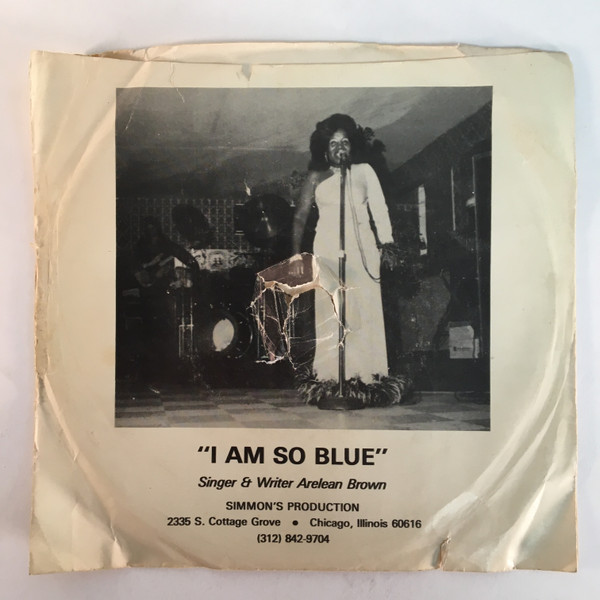 "I AM SO BLUE"
Singer & Writer Arelean Brown
SIMMON'S PRODUCTION
2335 S. Cottage Grove • Chicago, Illinois 60616
(312) 842-9704